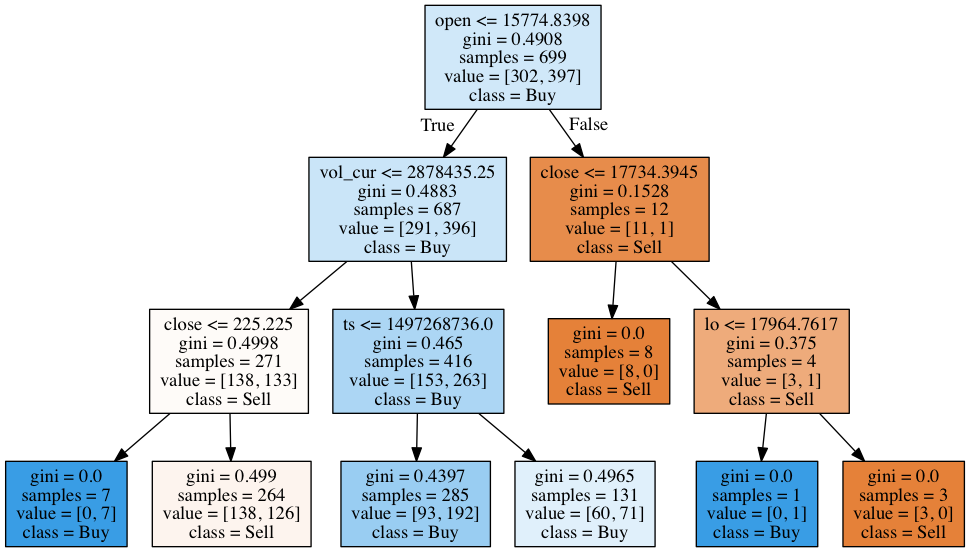 open <= 15774.8398
gini = 0.4908
samples = 699
value = [302, 397]
class = Buy
True
False
vol_cur <= 2878435.25
gini = 0.4883
samples = 687
value = [291, 396]
class = Buy
close <= 17734.3945
gini = 0.1528
samples = 12
value = [11, 1]
class = Sell
close <= 225.225
gini = 0.4998
samples = 271
value = [138, 133]
class = Sell
ts <= 1497268736.0
gini = 0.465
samples = 416
value = [153, 263]
class = Buy
gini = 0.0
samples = 8
value = [8, 0]
class = Sell
lo <= 17964.7617
gini = 0.375
samples = 4
value = [3, 1]
class = Sell
gini = 0.0
samples = 7
value = [0, 7]
class = Buy
gini = 0.499
samples = 264
value = [138, 126]
class = Sell
gini = 0.4397
samples = 285
value = [93, 192]
class = Buy
gini = 0.4965
samples = 131
value = [60, 71]
class = Buy
gini = 0.0
samples = 1
value = [0, 1]
class = Buy
gini = 0.0
samples = 3
value = [3, 0]
class = Sell